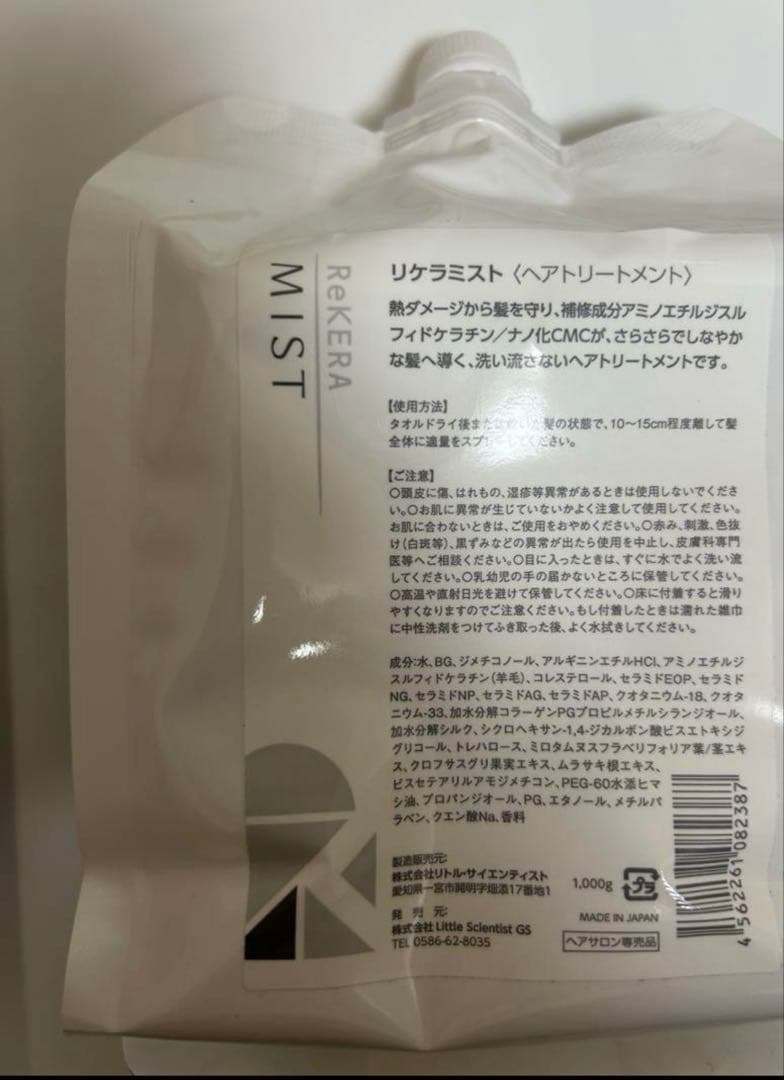 ReKERA
MIST
リケラミスト〈ヘアトリートメント〉
熱ダメージから髪を守り、補修成分アミノエチルジスル
フィドケラチン/ナノ化CMCが、さらさらでしなやか
な髪へ導く、洗い流さないヘアトリートメントです。
【使用方法】
タオルドライ後また 髪の状態で、10〜15cm程度離して髪
全体に適量をスプ てください。
【ご注意】
○頭皮に傷、はれもの、湿疹等異常があるときは使用しないでくださ
い。○お肌に異常が生じていないかよく注意して使用してください。
お肌に合わないときは、ご使用をおやめください。○赤み、刺激、色抜
け(白斑等)、黒ずみなどの異常が出たら使用を中止し、皮膚科専門
医等へご相談ください。○目に入ったときは、すぐに水でよく洗い流
してください。○乳幼児の手の届かないところに保管してください。
○高温や直射日光を避けて保管してください。○床に付着すると滑り
やすくなりますのでご注意ください。もし付着したときは濡れた雑巾
に中性洗剤をつけてふき取った後、よく水拭きしてください。
成分:水、BG、ジメチコノール、アルギニンエチルHCl、アミノエチルジ
スルフィドケラチン(羊毛)、コレステロール、セラミドEOP、セラミド
NG、セラミドNP、セラミドAG、セラミドAP、クオタニウム-18、クオタ
ニウム-33、加水分解コラーゲンPGプロピルメチルシランジオール、
加水分解シルク、シクロヘキサン-1,4-ジカルボン酸ビスエトキシジ
グリコール、トレハロース、ミロタムヌスフラベリフォリア葉/茎エキ
ス、クロフサスグリ果実エキス、ムラサキ根エキス、
ビスセテアリルアモジメチコン、PEG-60水添ヒマ
シ油、プロパンジオール、PG、エタノール、メチルパ
ラベン、クエン酸Na、香料
製造販売元:
株式会社リトル・サイエンティスト
愛知県一宮市開明字畑添17番地1
発 売 元:
株式会社 Little Scientist GS
TEL 0586-62-8035
1,000g
プラ
MADE IN JAPAN
ヘアサロン専売品
4 562261 082387